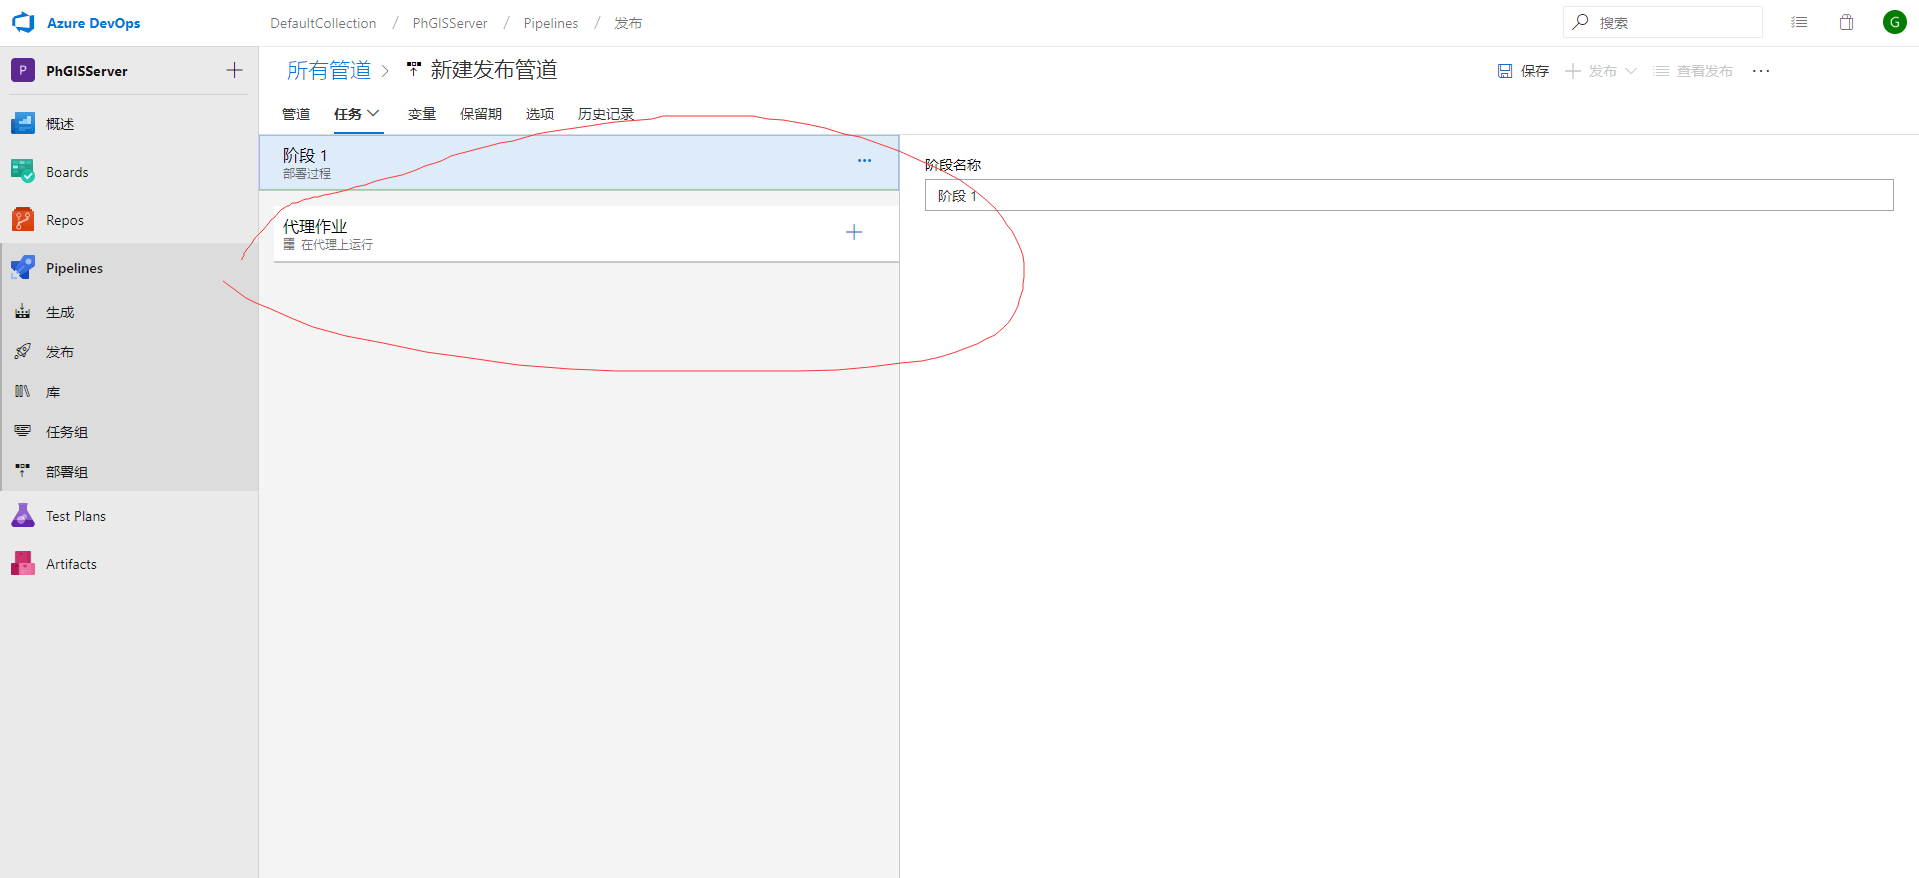 Azure DevOps
DefaultCollection / PhGISServer / Pipelines / 发布
搜索
G
P PhGISServer
概述
Boards
Repos
Pipelines
生成
发布
库
任务组
部署组
Test Plans
Artifacts
所有管道 > 新建发布管道
保存 发布 查看发布 ...
管道 任务 变量 保留期 选项 历史记录
阶段 1
部署过程
代理作业
在代理上运行
阶段名称
阶段 1